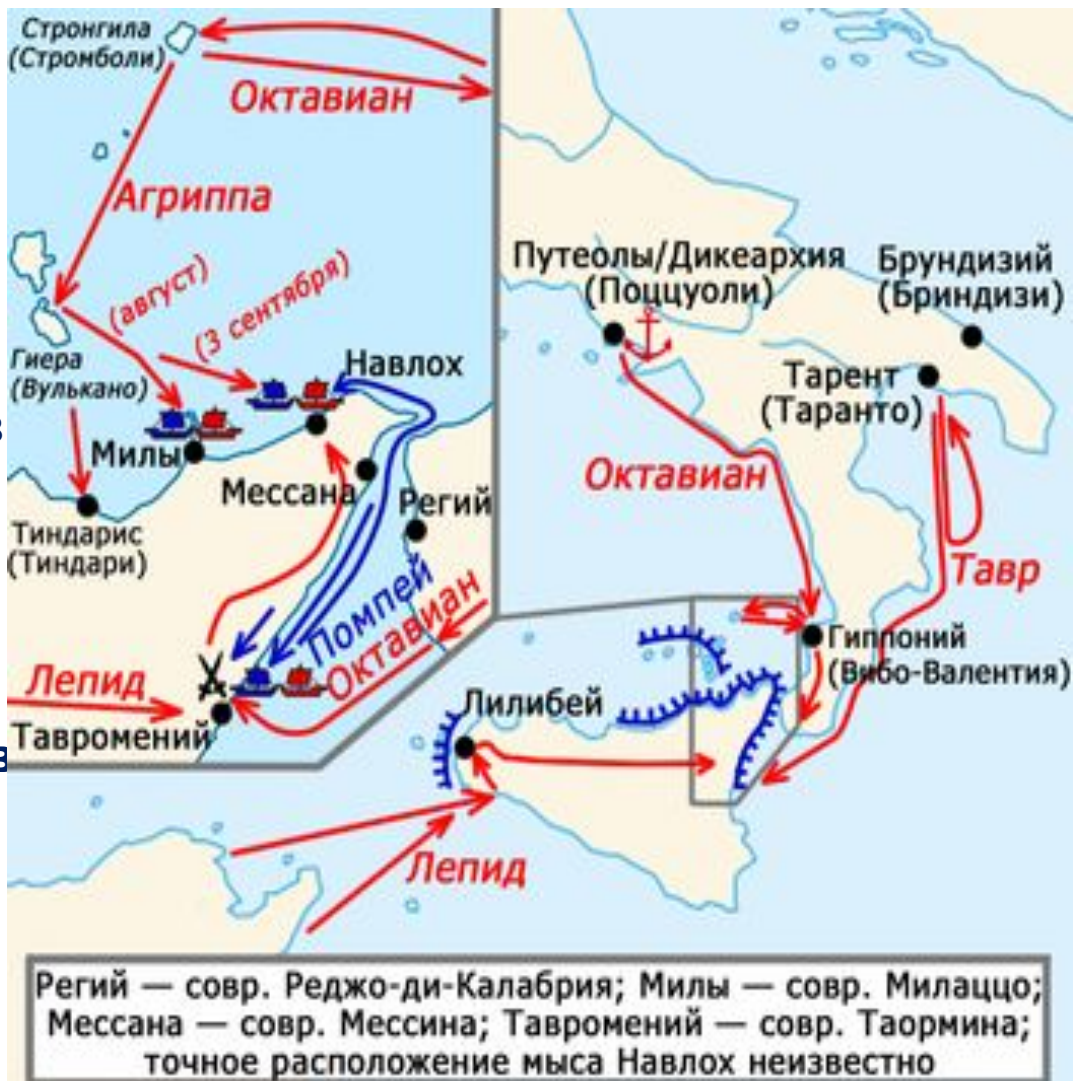 Стронгила
(Стромболи)
Октавиан
Агриппа
(август)
(3 сентября)
Гиера
(Вулькано)
Навлох
Милы
Мессана
Регий
Тиндарис
(Тиндари)
Помпей
Октавиан
Лепид
Тавромений
Путеолы/Дикеархия
(Поццуоли)
Брундизий
(Бриндизи)
Тарент
(Таранто)
Октавиан
Тавр
Гиппоний
(Вибо-Валентия)
Лилибей
Лепид
Регий — совр. Реджо-ди-Калабрия; Милы — совр. Милаццо;
Мессана — совр. Мессина; Тавромений — совр. Таормина;
точное расположение мыса Навлох неизвестно